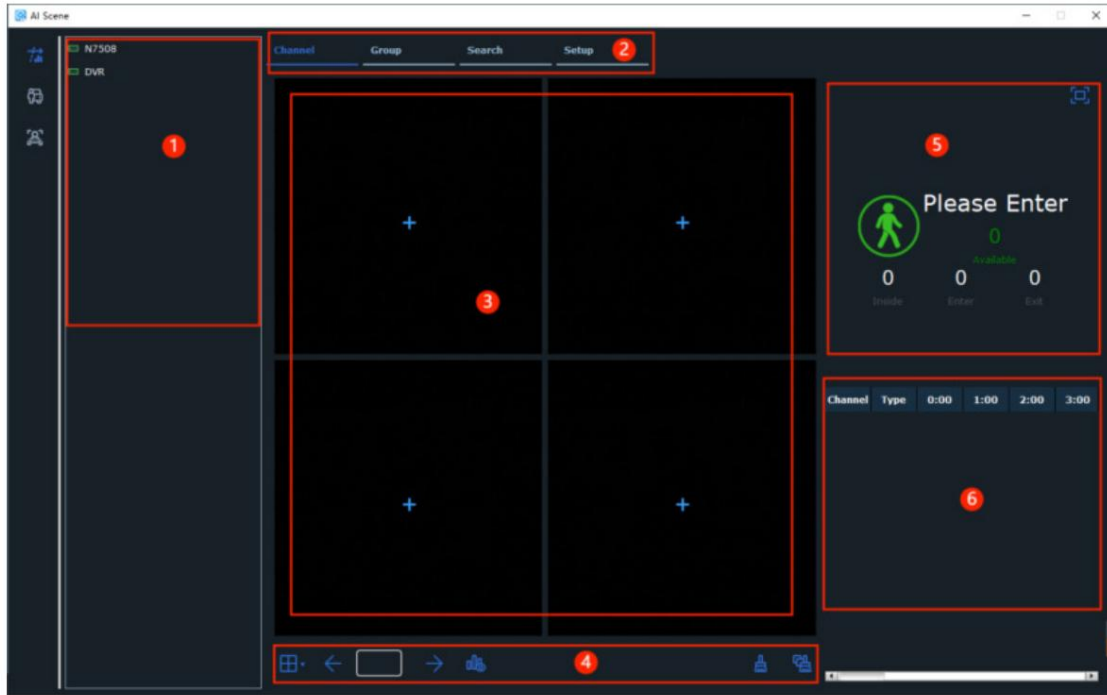 AI Scene
N7508
DVR
1
Channel Group Search Setup 2
3
4
5
Please Enter
0
Available
0 0 0
Inside Enter Exit
Channel Type 0:00 1:00 2:00 3:00
6